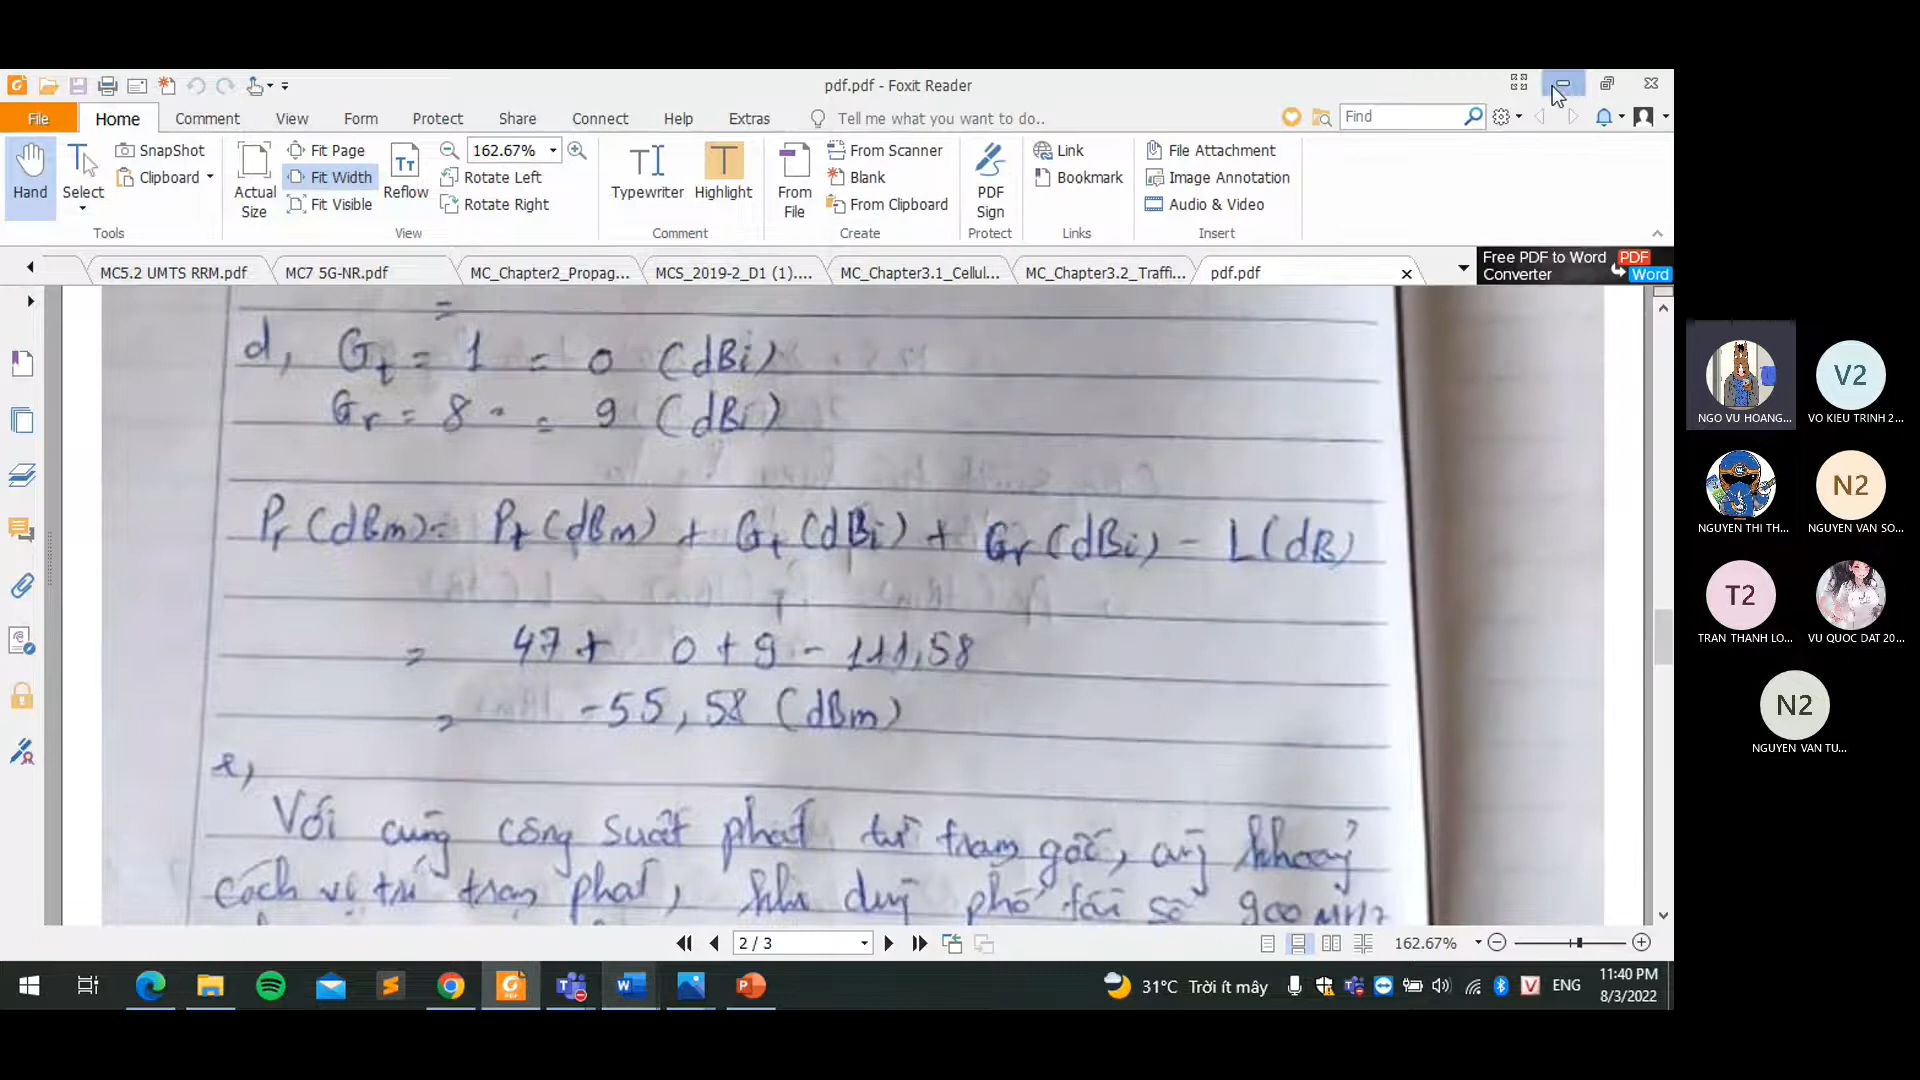 pdf.pdf - Foxit Reader
File Home Comment View Form Protect Share Connect Help Extras Tell me what you want to do.. Find
Hand
Select
SnapShot
Clipboard
Tools
Actual Size
Fit Page
Fit Width
Fit Visible
Reflow
162.67%
Rotate Left
Rotate Right
View
Typewriter
Highlight
Comment
From File
From Scanner
Blank
From Clipboard
Create
PDF Sign
Protect
Link
Bookmark
Links
File Attachment
Image Annotation
Audio & Video
Insert
MC5.2 UMTS RRM.pdf MC7 5G-NR.pdf MC_Chapter2_Propag... MCS_2019-2_D1 (1).... MC_Chapter3.1_Cellul... MC_Chapter3.2_Traffi... pdf.pdf
Free PDF to Word Converter PDF Word
=
d, Gt = 1 = 0 (dBi)
Gr = 8 = 9 (dBi)
Pr (dBm) = Pt (dBm) + Gt (dBi) + Gr (dBi) - L (dB)
= 47 + 0 + 9 - 111,58
= -55,58 (dBm)
e,
Với cùng công suất phát từ trạm gốc, cùng khoảng
cách vị trí trạm phát, khi dùng phổ tần số 900 MHz
2 / 3
162.67%
NGO VU HOANG...
V2
VO KIEU TRINH 2...
NGUYEN THI TH...
N2
NGUYEN VAN SO...
T2
TRAN THANH LO...
VU QUOC DAT 20...
N2
NGUYEN VAN TU...
31°C Trời ít mây ENG 11:40 PM
8/3/2022